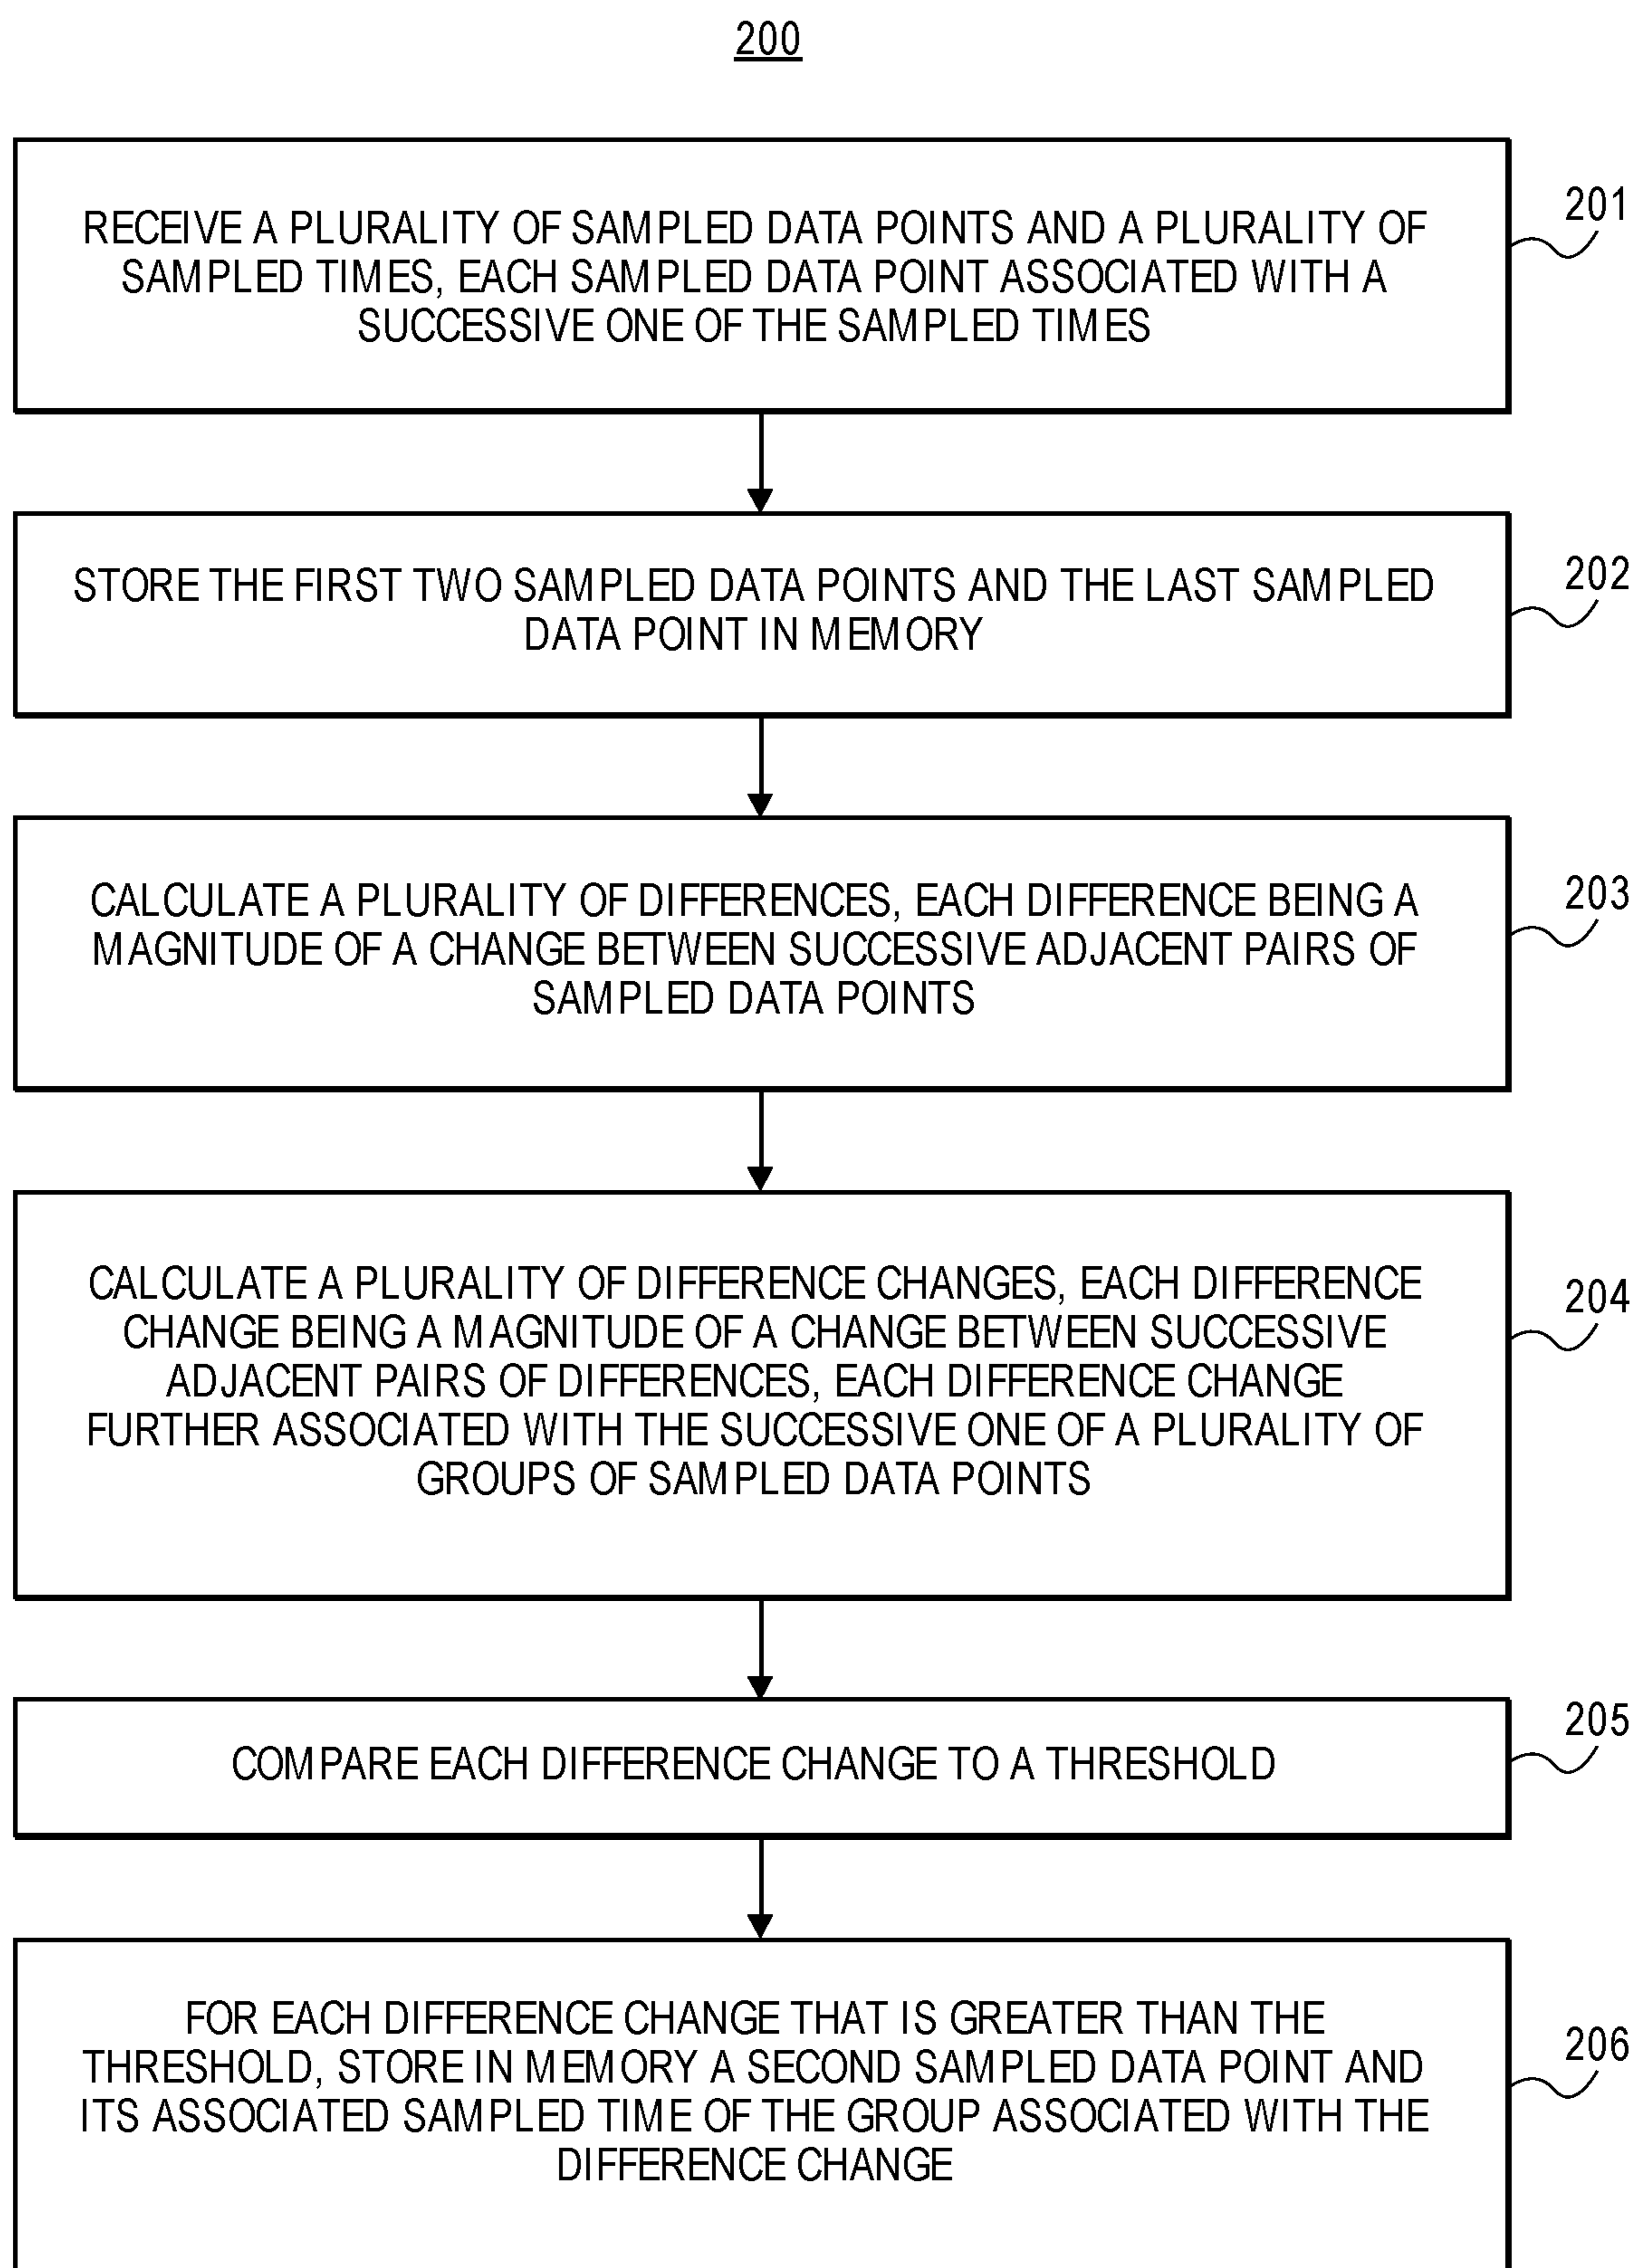 200
RECEIVE A PLURALITY OF SAMPLED DATA POINTS AND A PLURALITY OF
SAMPLED TIMES, EACH SAMPLED DATA POINT ASSOCIATED WITH A
SUCCESSIVE ONE OF THE SAMPLED TIMES
201
STORE THE FIRST TWO SAMPLED DATA POINTS AND THE LAST SAMPLED
DATA POINT IN MEMORY
202
CALCULATE A PLURALITY OF DIFFERENCES, EACH DIFFERENCE BEING A
MAGNITUDE OF A CHANGE BETWEEN SUCCESSIVE ADJACENT PAIRS OF
SAMPLED DATA POINTS
203
CALCULATE A PLURALITY OF DIFFERENCE CHANGES, EACH DIFFERENCE
CHANGE BEING A MAGNITUDE OF A CHANGE BETWEEN SUCCESSIVE
ADJACENT PAIRS OF DIFFERENCES, EACH DIFFERENCE CHANGE
FURTHER ASSOCIATED WITH THE SUCCESSIVE ONE OF A PLURALITY OF
GROUPS OF SAMPLED DATA POINTS
204
COMPARE EACH DIFFERENCE CHANGE TO A THRESHOLD
205
FOR EACH DIFFERENCE CHANGE THAT IS GREATER THAN THE
THRESHOLD, STORE IN MEMORY A SECOND SAMPLED DATA POINT AND
ITS ASSOCIATED SAMPLED TIME OF THE GROUP ASSOCIATED WITH THE
DIFFERENCE CHANGE
206